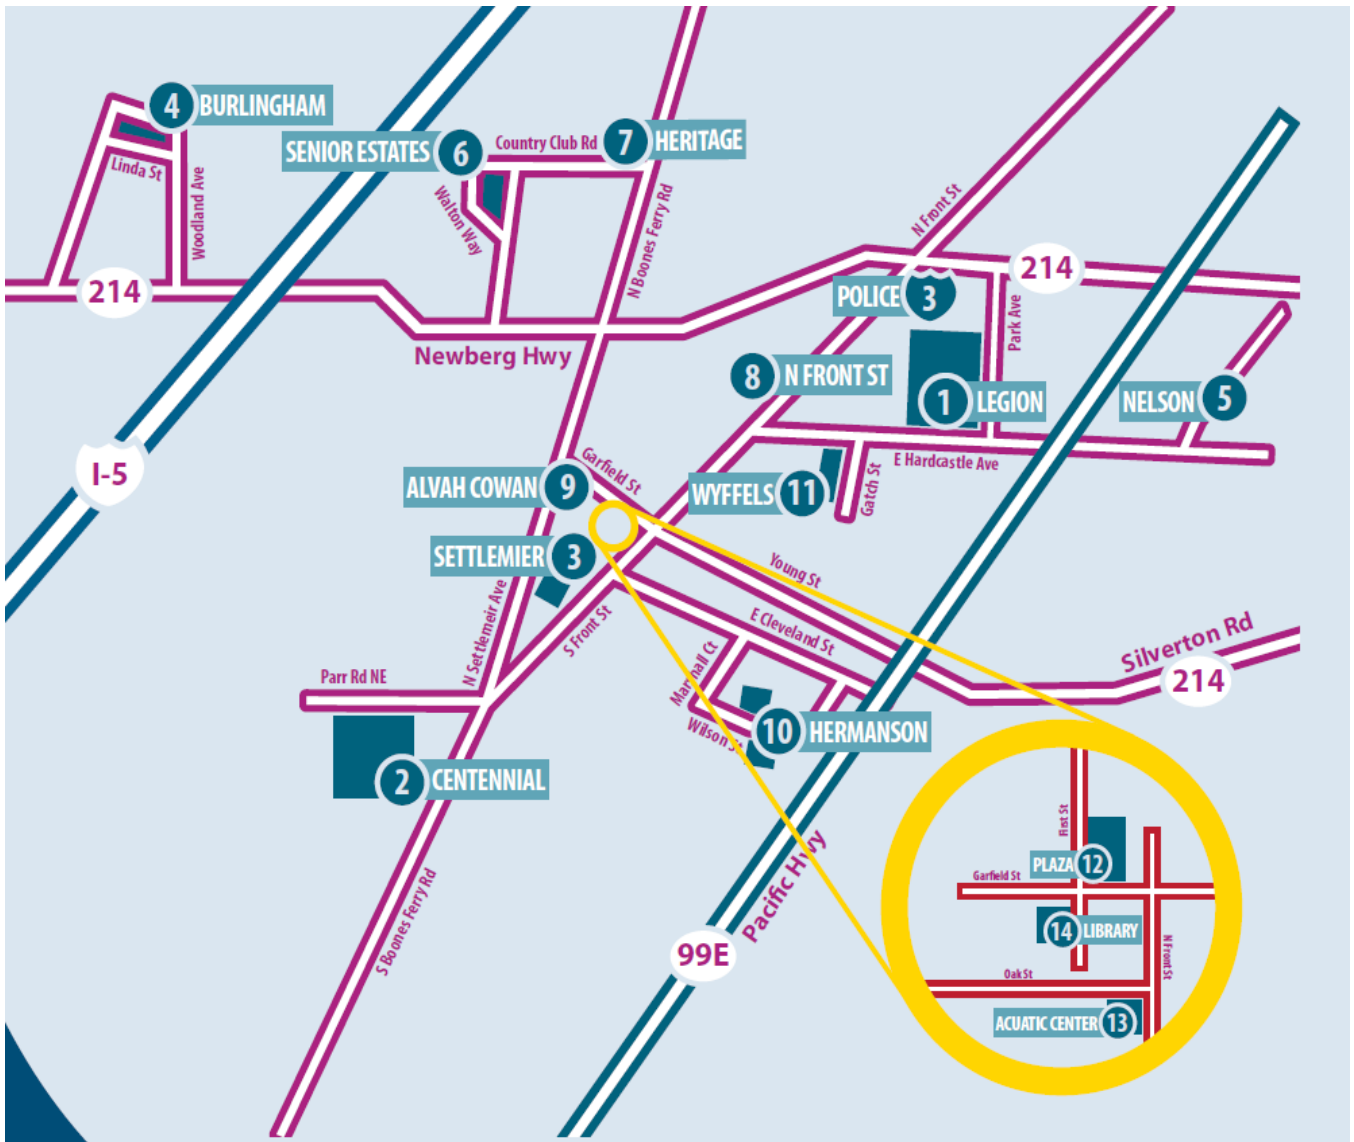 4 BURLINGHAM
SENIOR ESTATES 6
Country Club Rd
7 HERITAGE
Linda St
Woodland Ave
Walton Way
N Boones Ferry Rd
N Front St
214
214
POLICE 3
Park Ave
Newberg Hwy
8 N FRONT ST
1 LEGION
NELSON 5
E Hardcastle Ave
I-5
Garfield St
ALVAH COWAN 9
WYFFELS 11
Gatch St
SETTLEMIER 3
Young St
N Settlemeir Ave
S Front St
E Cleveland St
Silverton Rd
214
Parr Rd NE
Marshall Ct
Wilson St
10 HERMANSON
2 CENTENNIAL
S Boones Ferry Rd
Pacific Hwy
99E
First St
PLAZA 12
Garfield St
14 LIBRARY
N Front St
Oak St
ACUATIC CENTER 13